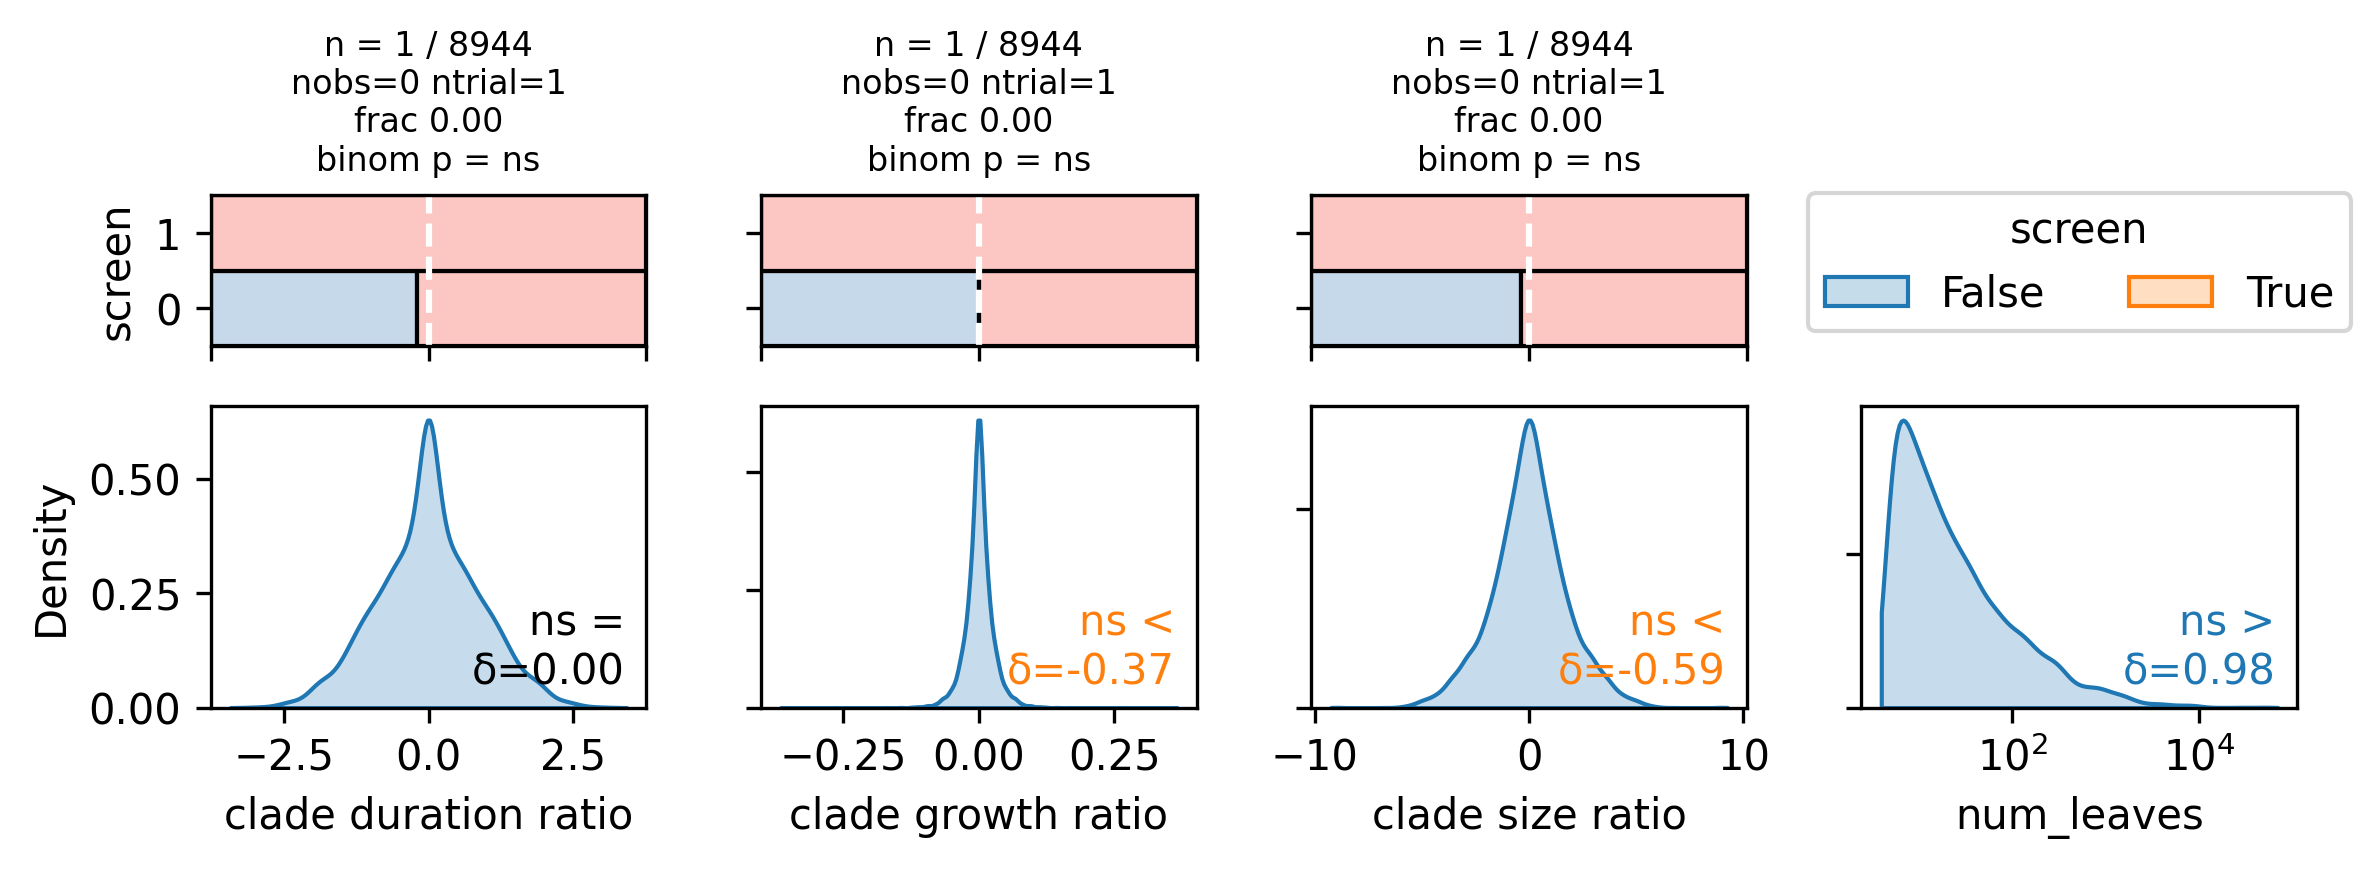 n = 1 / 8944
nobs=0 ntrial=1
frac 0.00
binom p = ns
n = 1 / 8944
nobs=0 ntrial=1
frac 0.00
binom p = ns
n = 1 / 8944
nobs=0 ntrial=1
frac 0.00
binom p = ns
screen
1
0
screen
False
True
Density
0.50
0.25
0.00
ns =
δ=0.00
−2.5
0.0
2.5
clade duration ratio
ns <
δ=-0.37
−0.25
0.00
0.25
clade growth ratio
ns <
δ=-0.59
−10
0
10
clade size ratio
ns >
δ=0.98
10²
10⁴
num_leaves